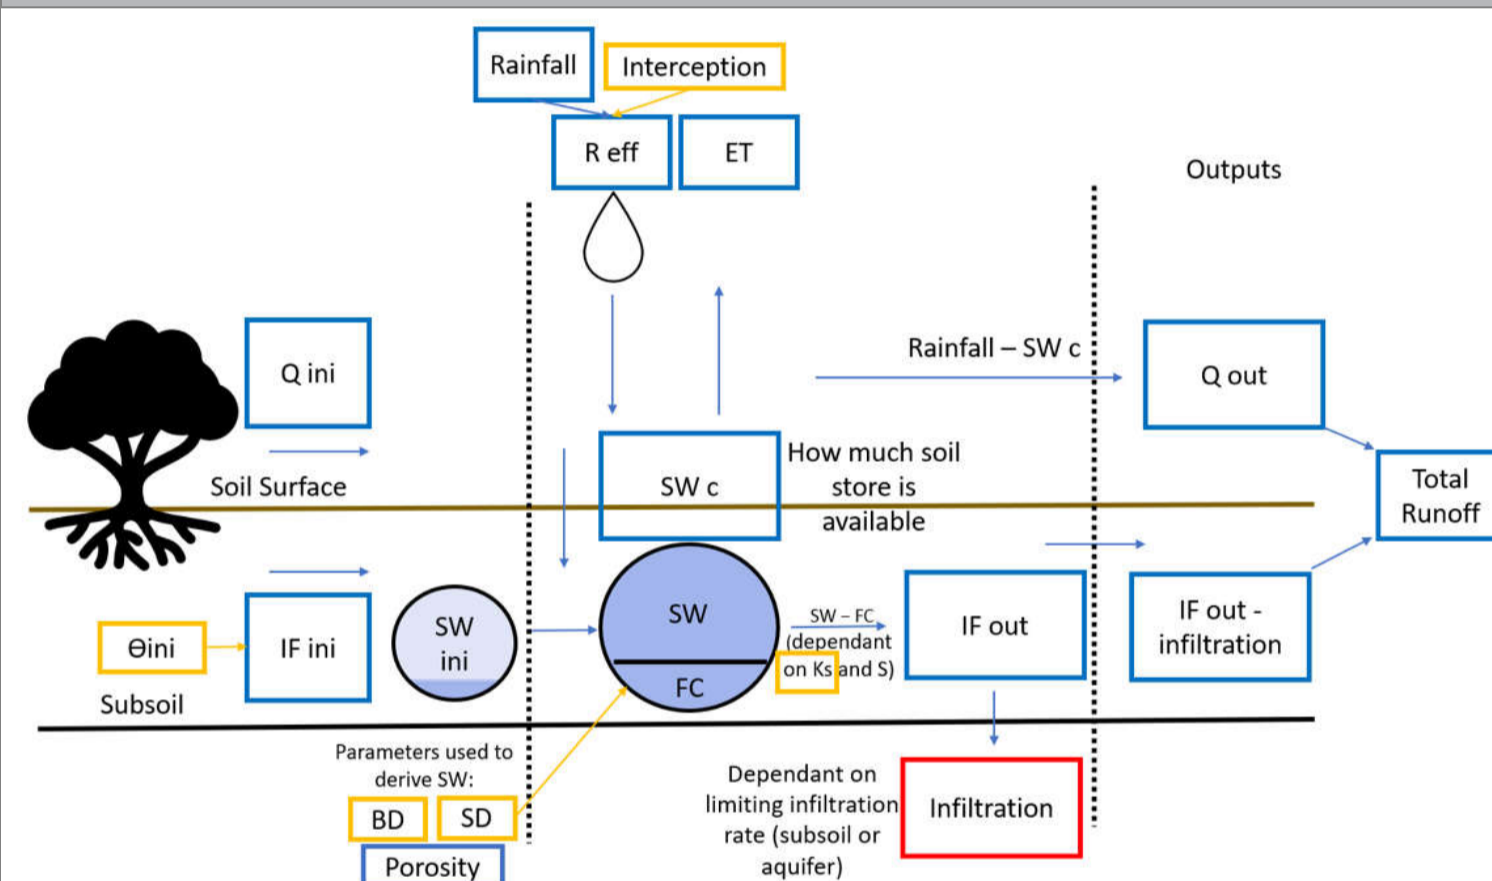 Rainfall
Interception
R eff
ET
Outputs
Q ini
Rainfall – SW c
Q out
Soil Surface
SW c
How much soil
store is
available
Total
Runoff
Θini
IF ini
SW
ini
SW
FC
SW – FC
(dependant
on Ks and S)
IF out
IF out -
infiltration
Subsoil
Parameters used to
derive SW:
BD
SD
Porosity
Dependant on
limiting infiltration
rate (subsoil or
aquifer)
Infiltration